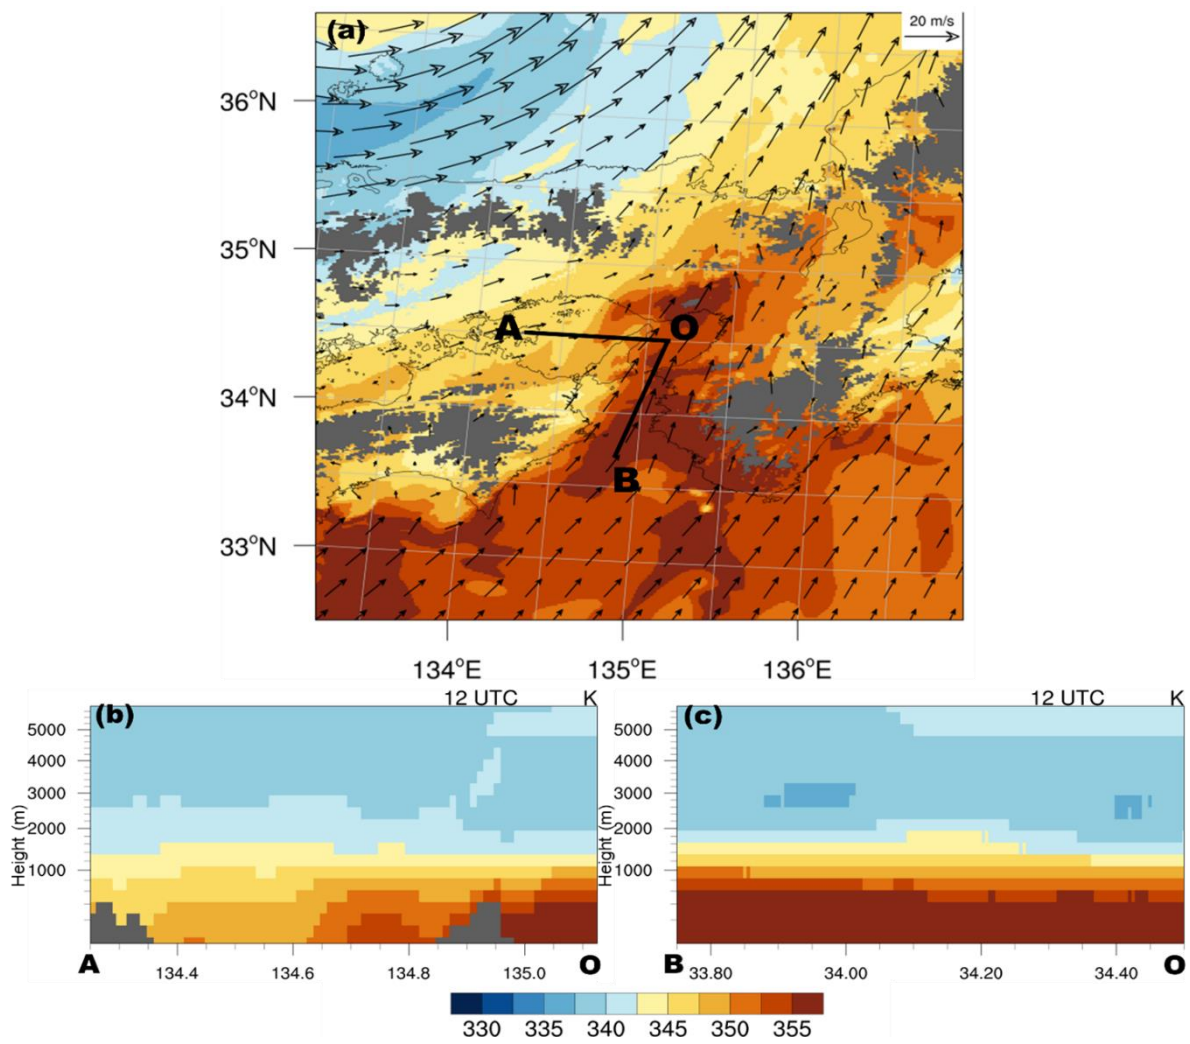 (a)
20 m/s
36°N
35°N
34°N
33°N
A
O
B
134°E 135°E 136°E
12 UTC K
(b)
5000
4000
3000
2000
1000
Height (m)
A
134.4 134.6 134.8 135.0
O
12 UTC K
(c)
5000
4000
3000
2000
1000
Height (m)
B
33.80 34.00 34.20 34.40
O
330 335 340 345 350 355